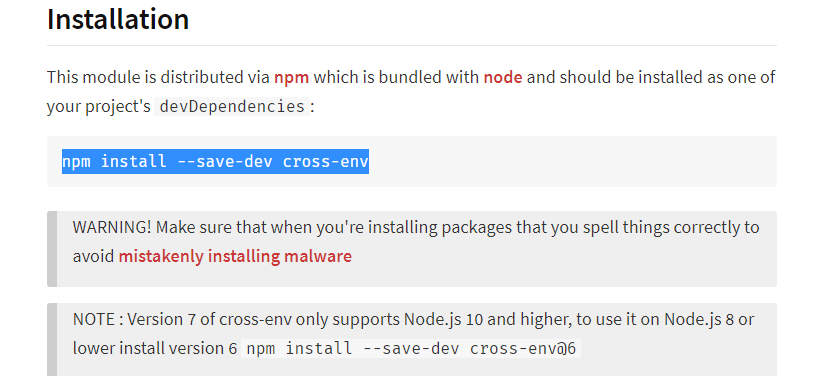 Installation
This module is distributed via npm which is bundled with node and should be installed as one of
your project's devDependencies :
npm install --save-dev cross-env
WARNING! Make sure that when you're installing packages that you spell things correctly to
avoid mistakenly installing malware
NOTE : Version 7 of cross-env only supports Node.js 10 and higher, to use it on Node.js 8 or
lower install version 6 npm install --save-dev cross-env@6